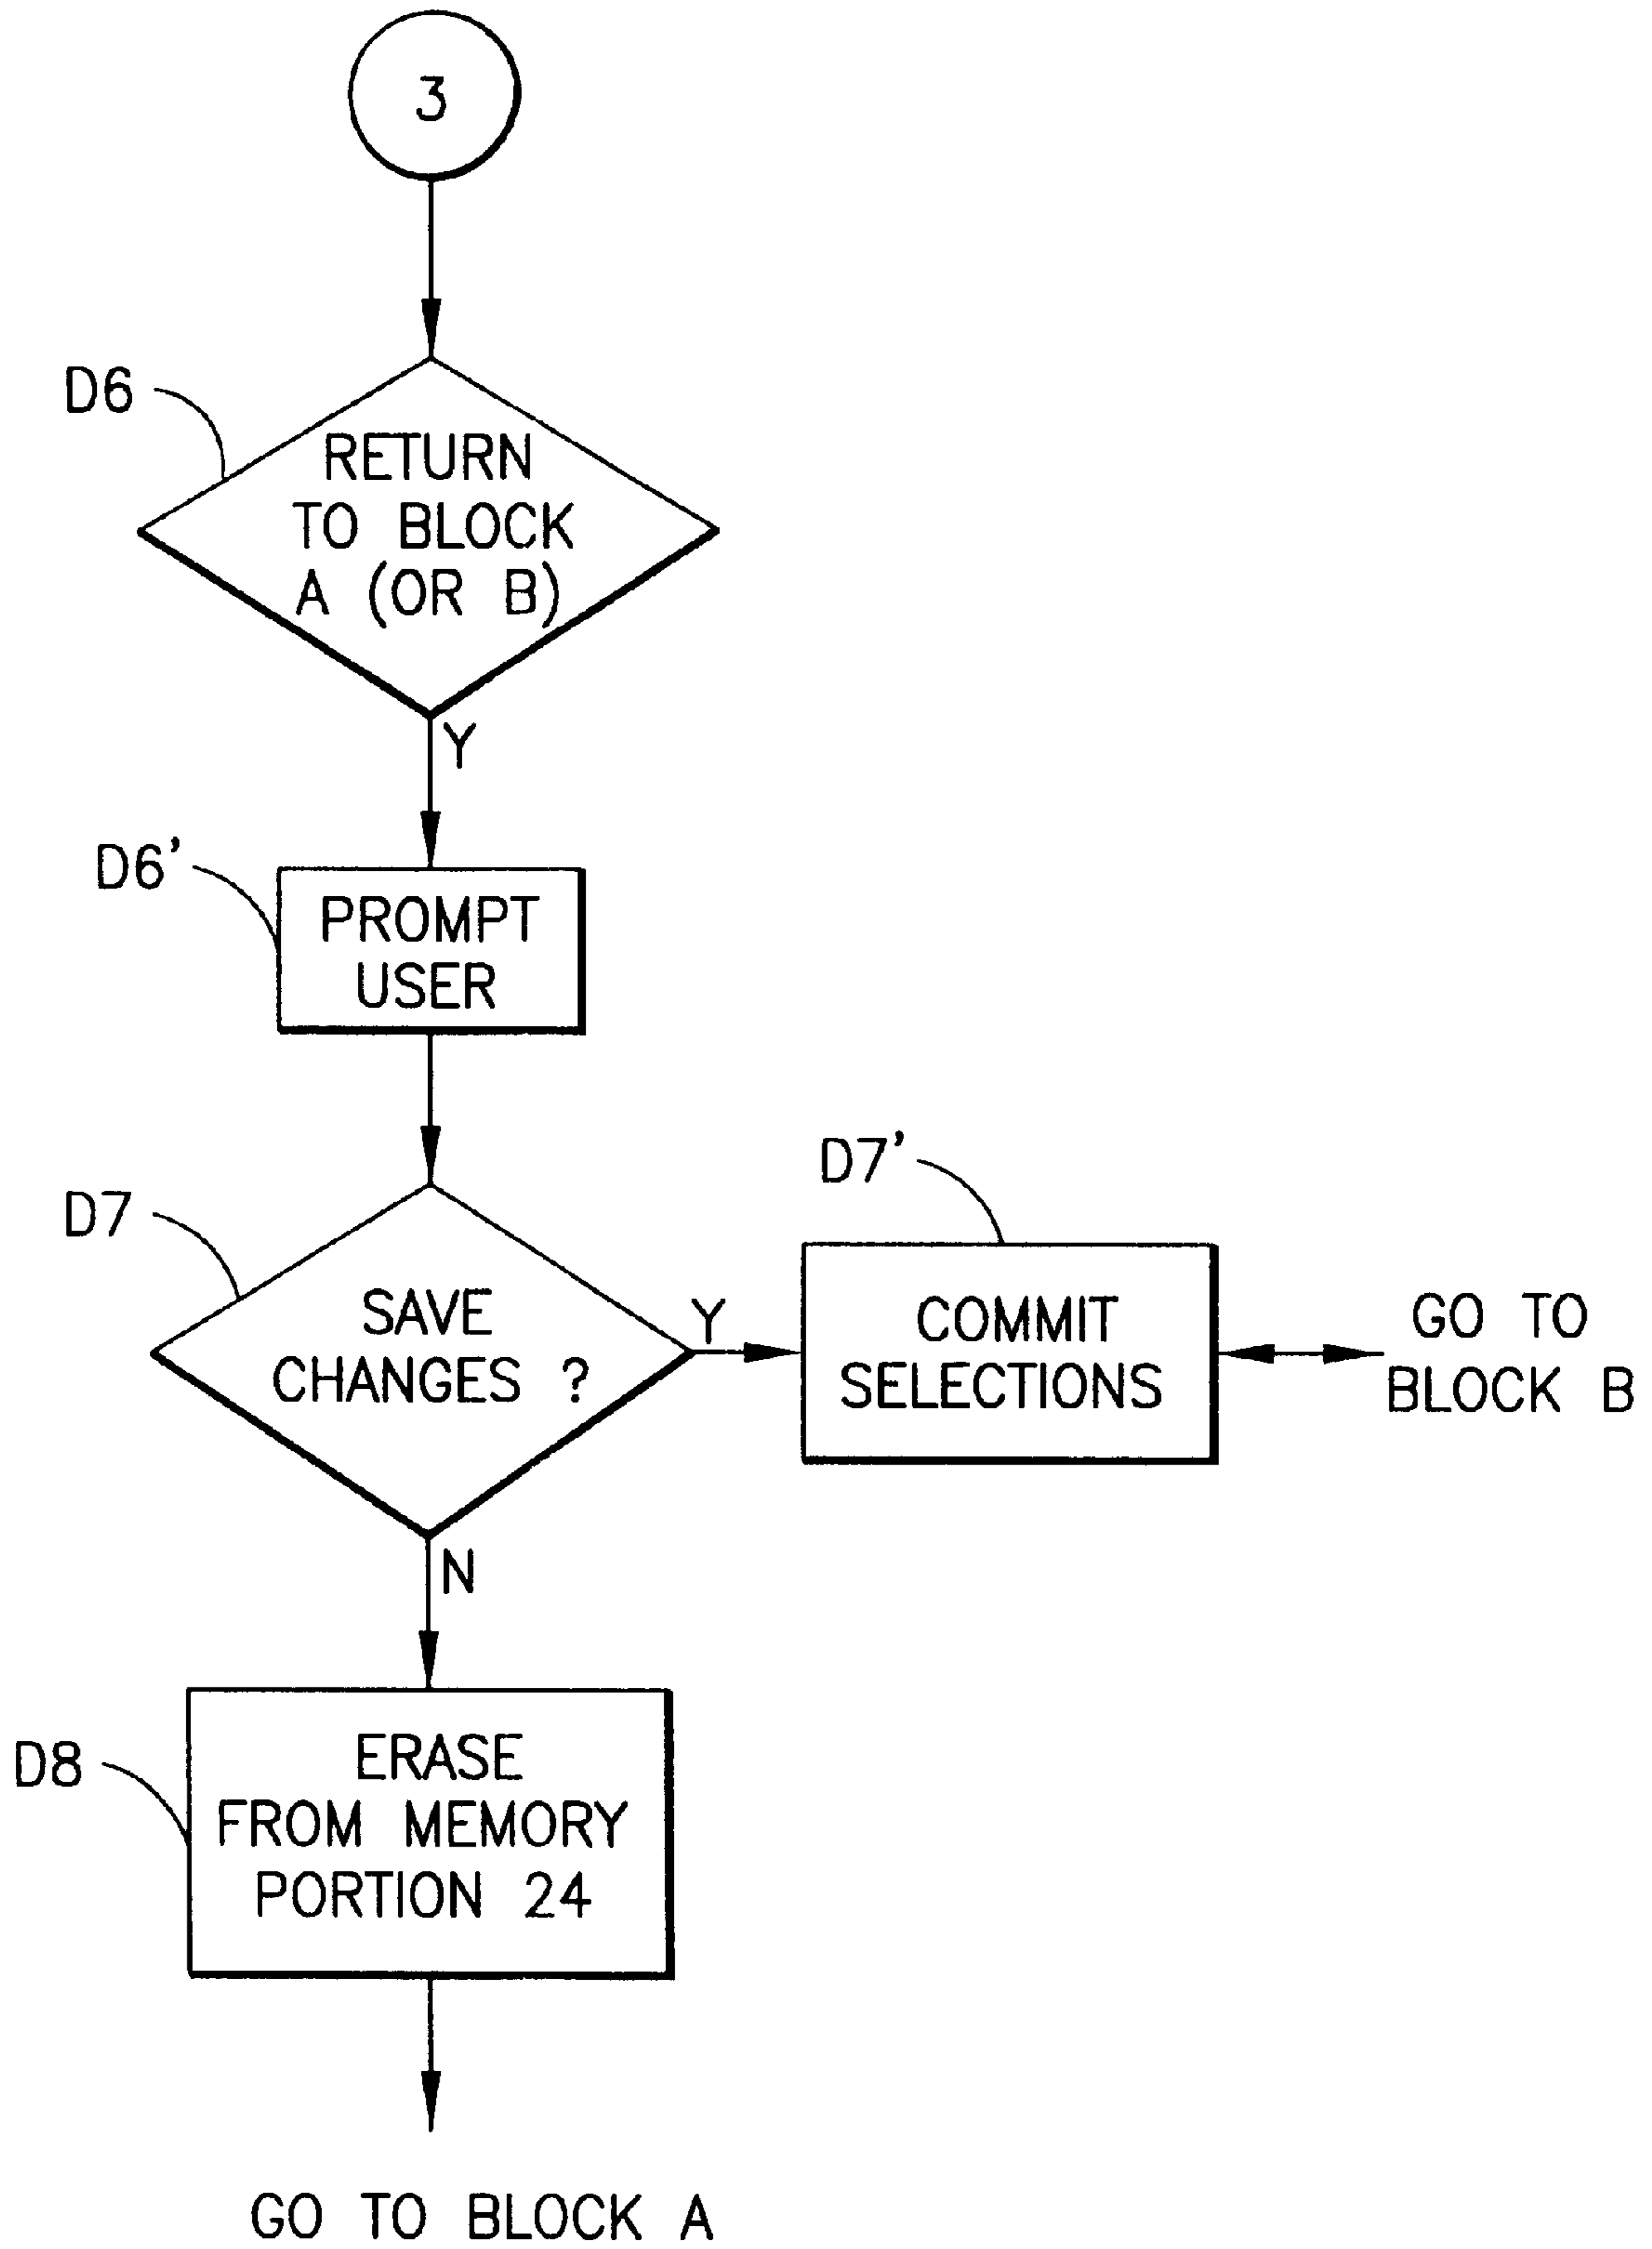 3
D6
RETURN
TO BLOCK
A (OR B)
Y
D6'
PROMPT
USER
D7
SAVE
CHANGES ?
Y
D7'
COMMIT
SELECTIONS
GO TO
BLOCK B
N
D8
ERASE
FROM MEMORY
PORTION 24
GO TO BLOCK A